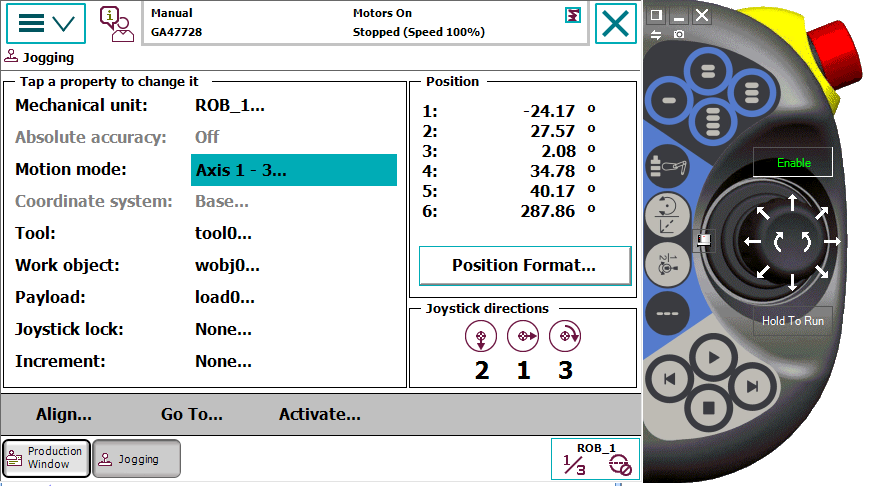 Manual
GA47728
Motors On
Stopped (Speed 100%)
Jogging
Tap a property to change it
Mechanical unit: ROB_1...
Absolute accuracy: Off
Motion mode: Axis 1 - 3...
Coordinate system: Base...
Tool: tool0...
Work object: wobj0...
Payload: load0...
Joystick lock: None...
Increment: None...
Position
1: -24.17 º
2: 27.57 º
3: 2.08 º
4: 34.78 º
5: 40.17 º
6: 287.86 º
Position Format...
Joystick directions
2 1 3
Align... Go To... Activate...
Production
Window
Jogging
ROB_1
1/3
Enable
Hold To Run